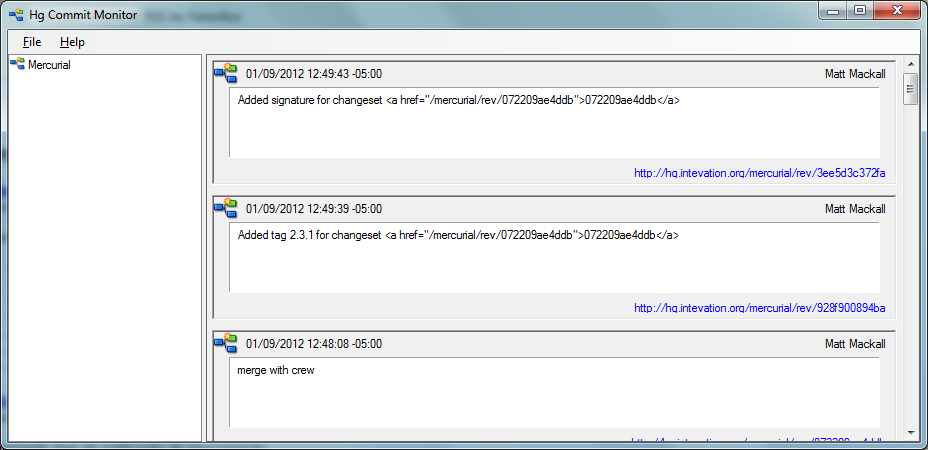 Hg Commit Monitor
File Help
Mercurial
01/09/2012 12:49:43 -05:00 Matt Mackall
Added signature for changeset <a href="/mercurial/rev/072209ae4ddb">072209ae4ddb</a>
http://hg.intevation.org/mercurial/rev/3ee5d3c372fa
01/09/2012 12:49:39 -05:00 Matt Mackall
Added tag 2.3.1 for changeset <a href="/mercurial/rev/072209ae4ddb">072209ae4ddb</a>
http://hg.intevation.org/mercurial/rev/928f900894ba
01/09/2012 12:48:08 -05:00 Matt Mackall
merge with crew